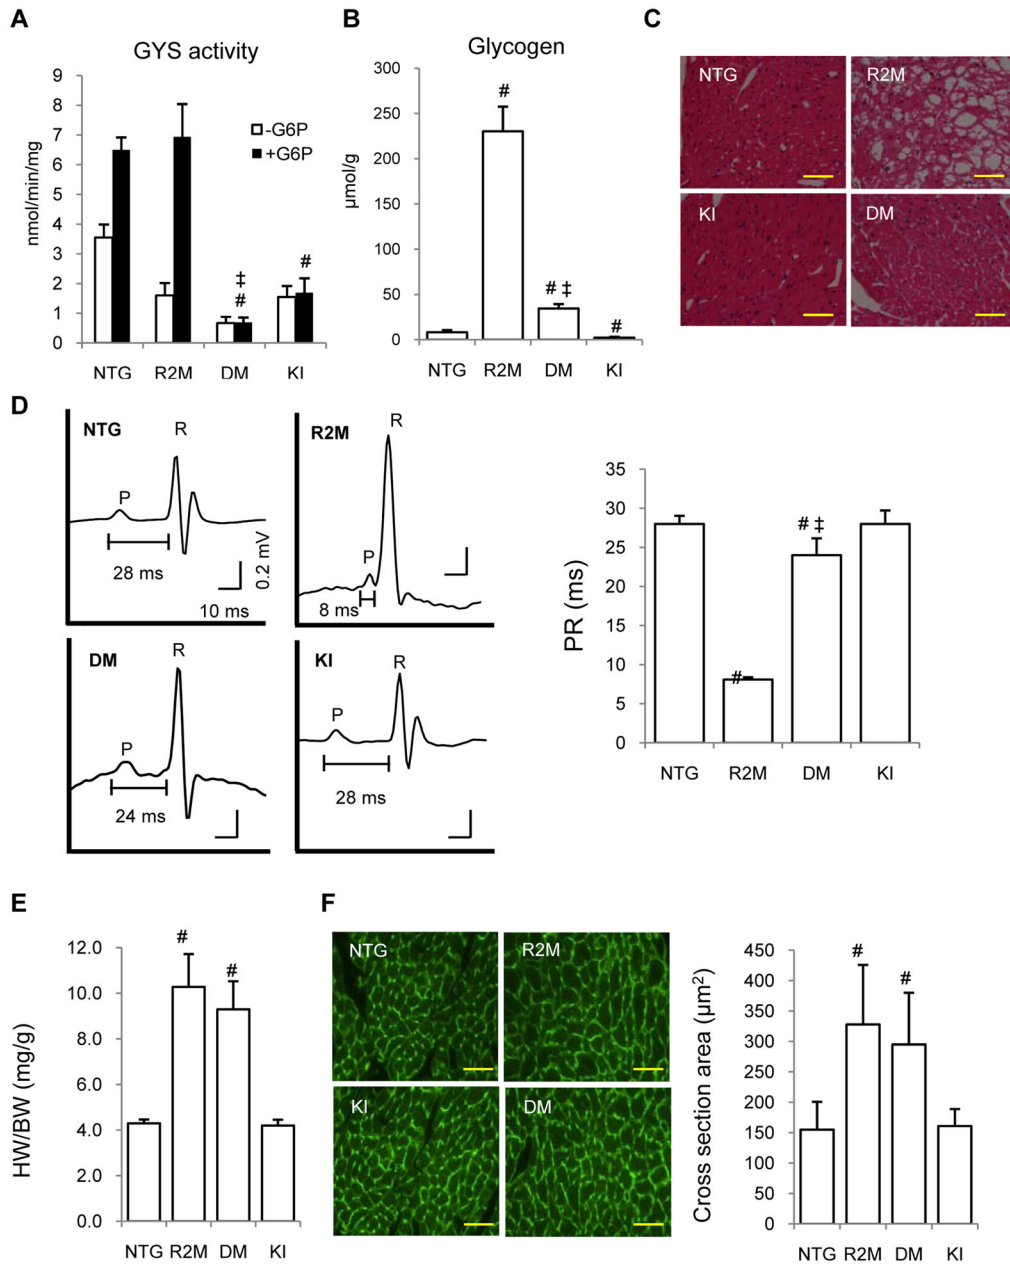 A
GYS activity
9
8
7
6
5
4
3
2
1
0
nmol/min/mg
-G6P
+G6P
‡
#
#
NTG R2M DM KI
B
Glycogen
300
250
200
150
100
50
0
µmol/g
#
# ‡
#
NTG R2M DM KI
C
NTG
R2M
KI
DM
D
NTG
P
R
28 ms
0.2 mV
10 ms
R2M
P
R
8 ms
DM
P
R
24 ms
KI
P
R
28 ms
35
30
25
20
15
10
5
0
PR (ms)
#
# ‡
NTG R2M DM KI
E
12.0
10.0
8.0
6.0
4.0
2.0
0.0
HW/BW (mg/g)
#
#
NTG R2M DM KI
F
NTG
R2M
KI
DM
450
400
350
300
250
200
150
100
50
0
Cross section area (µm²)
#
#
NTG R2M DM KI